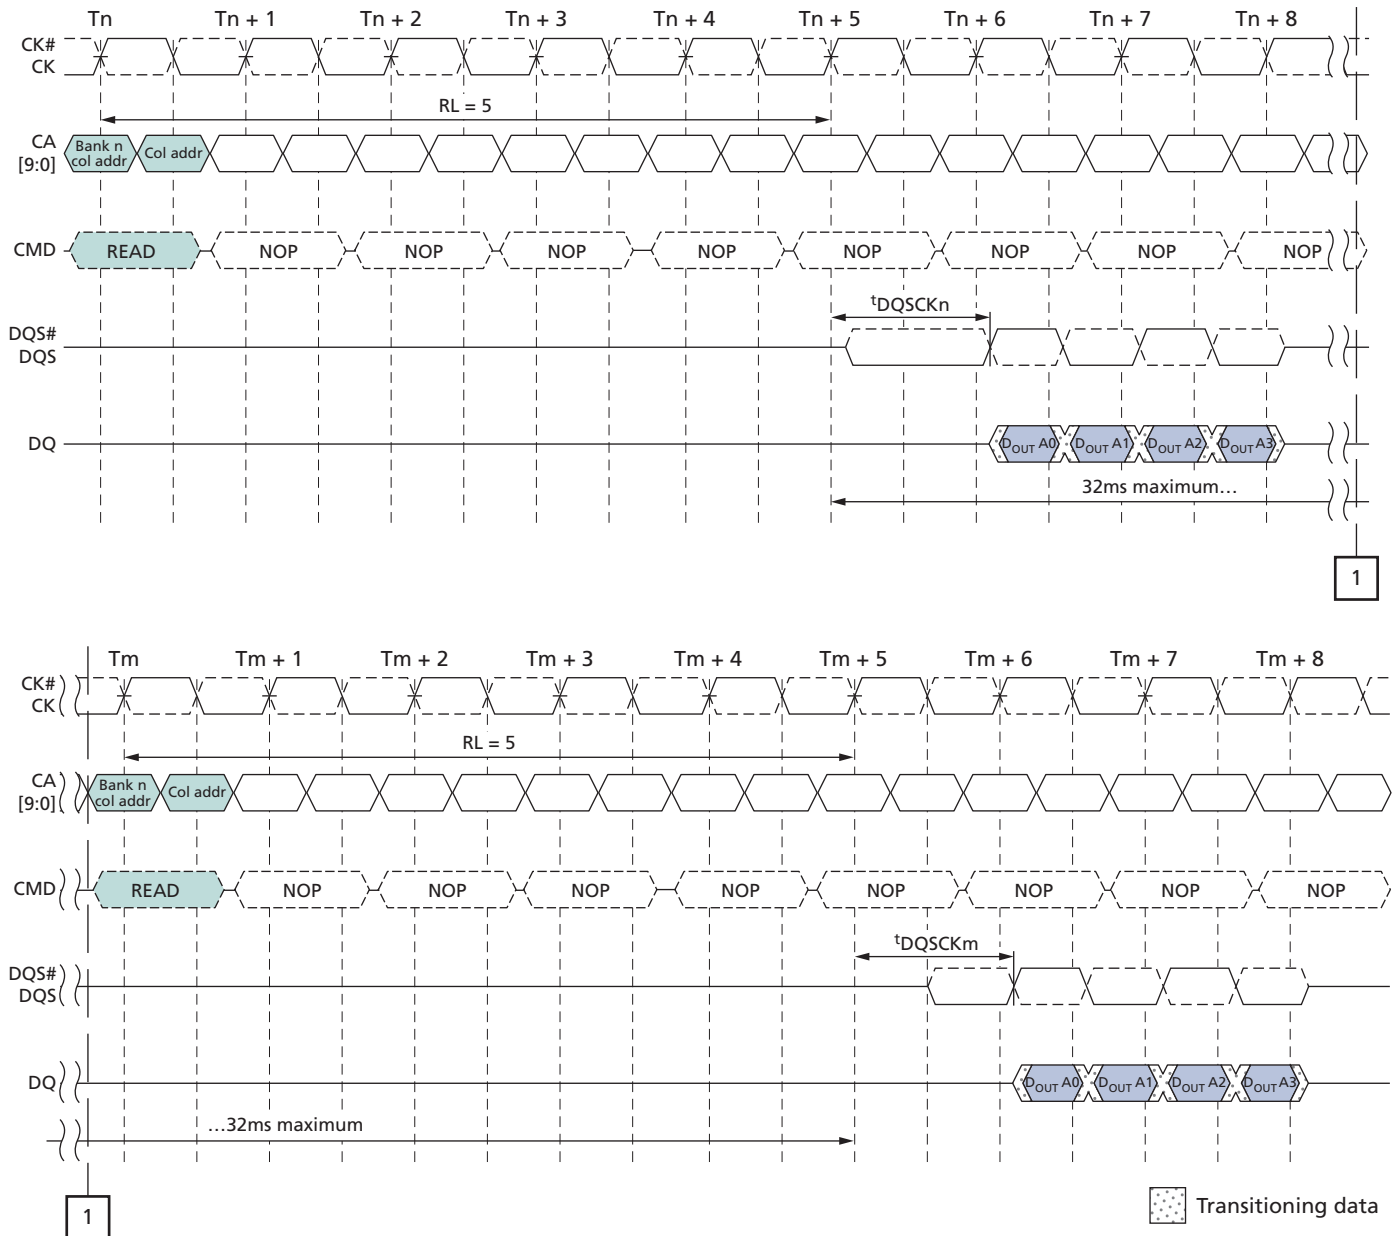 Tn Tn + 1 Tn + 2 Tn + 3 Tn + 4 Tn + 5 Tn + 6 Tn + 7 Tn + 8
CK#
CK
RL = 5
CA
[9:0]
Bank n
col addr
Col addr
CMD READ NOP NOP NOP NOP NOP NOP NOP NOP
tDQSCKn
DQS#
DQS
DQ DOUT A0 DOUT A1 DOUT A2 DOUT A3
32ms maximum…
1
Tm Tm + 1 Tm + 2 Tm + 3 Tm + 4 Tm + 5 Tm + 6 Tm + 7 Tm + 8
CK#
CK
RL = 5
CA
[9:0]
Bank n
col addr
Col addr
CMD READ NOP NOP NOP NOP NOP NOP NOP NOP
tDQSCKm
DQS#
DQS
DQ DOUT A0 DOUT A1 DOUT A2 DOUT A3
…32ms maximum
1
Transitioning data